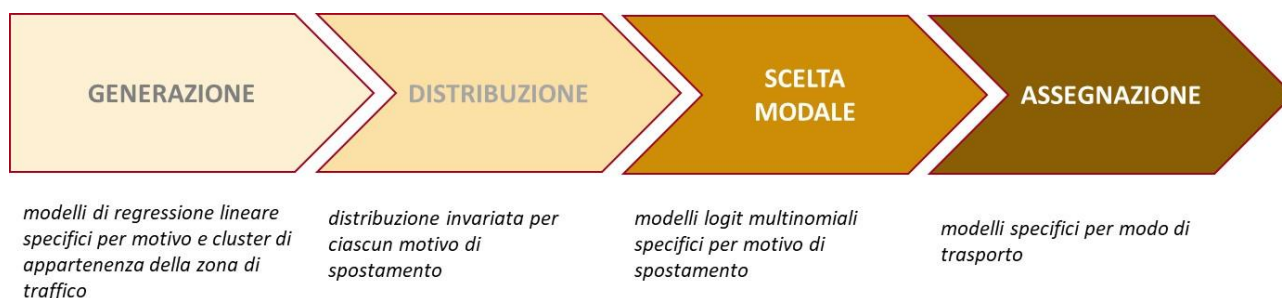 GENERAZIONE
DISTRIBUZIONE
SCELTA
MODALE
ASSEGNAZIONE
modelli di regressione lineare
specifici per motivo e cluster di
appartenenza della zona di
traffico
distribuzione invariata per
ciascun motivo di
spostamento
modelli logit multinomiali
specifici per motivo di
spostamento
modelli specifici per modo di
trasporto